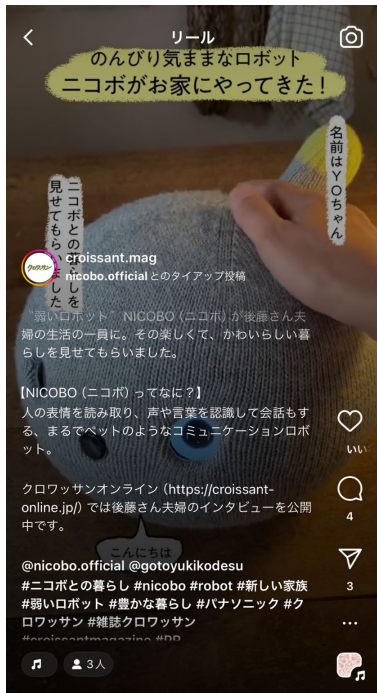 リール
のんびり気ままなロボット
ニコボがお家にやってきた!
名前はYOちゃん
ニコボとの暮らしを
見せてもらいました
クロワッサン
croissant.mag
nicobo.official とのタイアップ投稿
“弱いロボット” NICOBO (ニコボ) が後藤さん夫
婦の生活の一員に。その楽しくて、かわいらしい暮
らしを見せてもらいました。
【NICOBO (ニコボ) ってなに？】
人の表情を読み取り、声や言葉を認識して会話もす
る、まるでペットのようなコミュニケーションロボ
ット。
クロワッサンオンライン (https://croissant-
online.jp/) では後藤さん夫婦のインタビューを公開
中です。
こんにちは
@nicobo.official @gotoyukikodesu
#ニコボとの暮らし #nicobo #robot #新しい家族
#弱いロボット #豊かな暮らし #パナソニック #ク
ロワッサン #雑誌クロワッサン
#croissantmagazine #PR
いい
4
3
3人